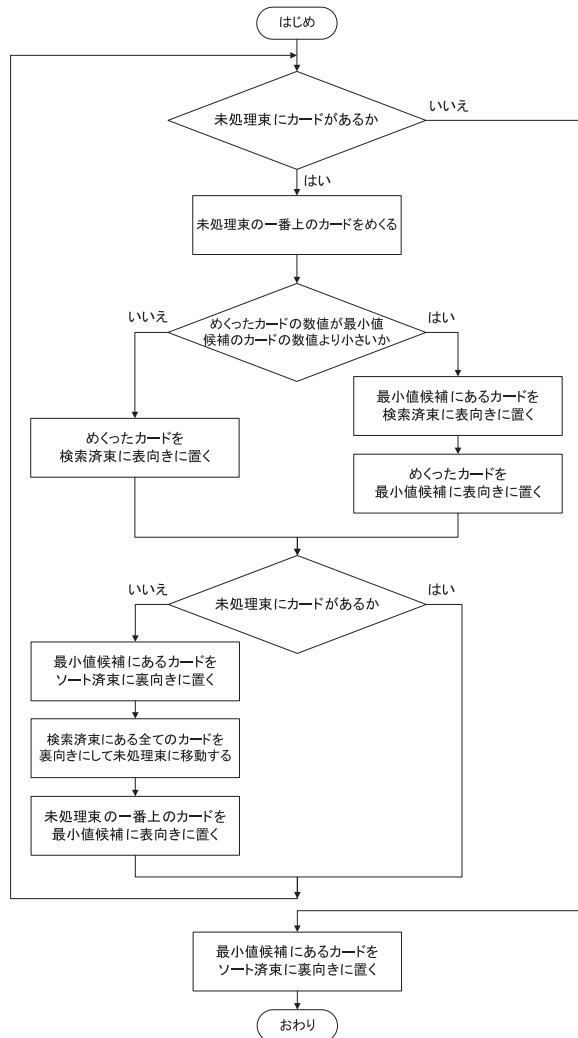 はじめ
未処理束にカードがあるか
いいえ
はい
未処理束の一番上のカードをめくる
いいえ
めくったカードの数値が最小値
候補のカードの数値より小さいか
はい
めくったカードを
検索済束に表向きに置く
最小値候補にあるカードを
検索済束に表向きに置く
めくったカードを
最小値候補に表向きに置く
いいえ
未処理束にカードがあるか
はい
最小値候補にあるカードを
ソート済束に裏向きに置く
検索済束にある全てのカードを
裏向きにして未処理束に移動する
未処理束の一番上のカードを
最小値候補に表向きに置く
最小値候補にあるカードを
ソート済束に裏向きに置く
おわり